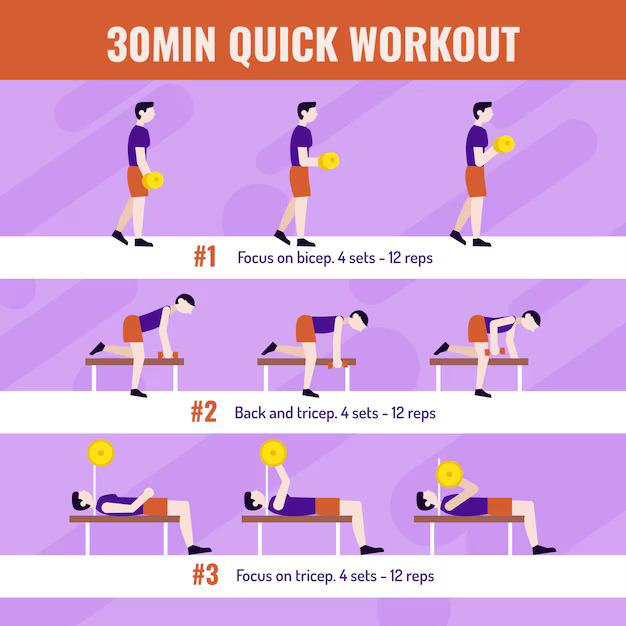 30MIN QUICK WORKOUT
#1 Focus on bicep. 4 sets - 12 reps
#2 Back and tricep. 4 sets - 12 reps
#3 Focus on tricep. 4 sets - 12 reps